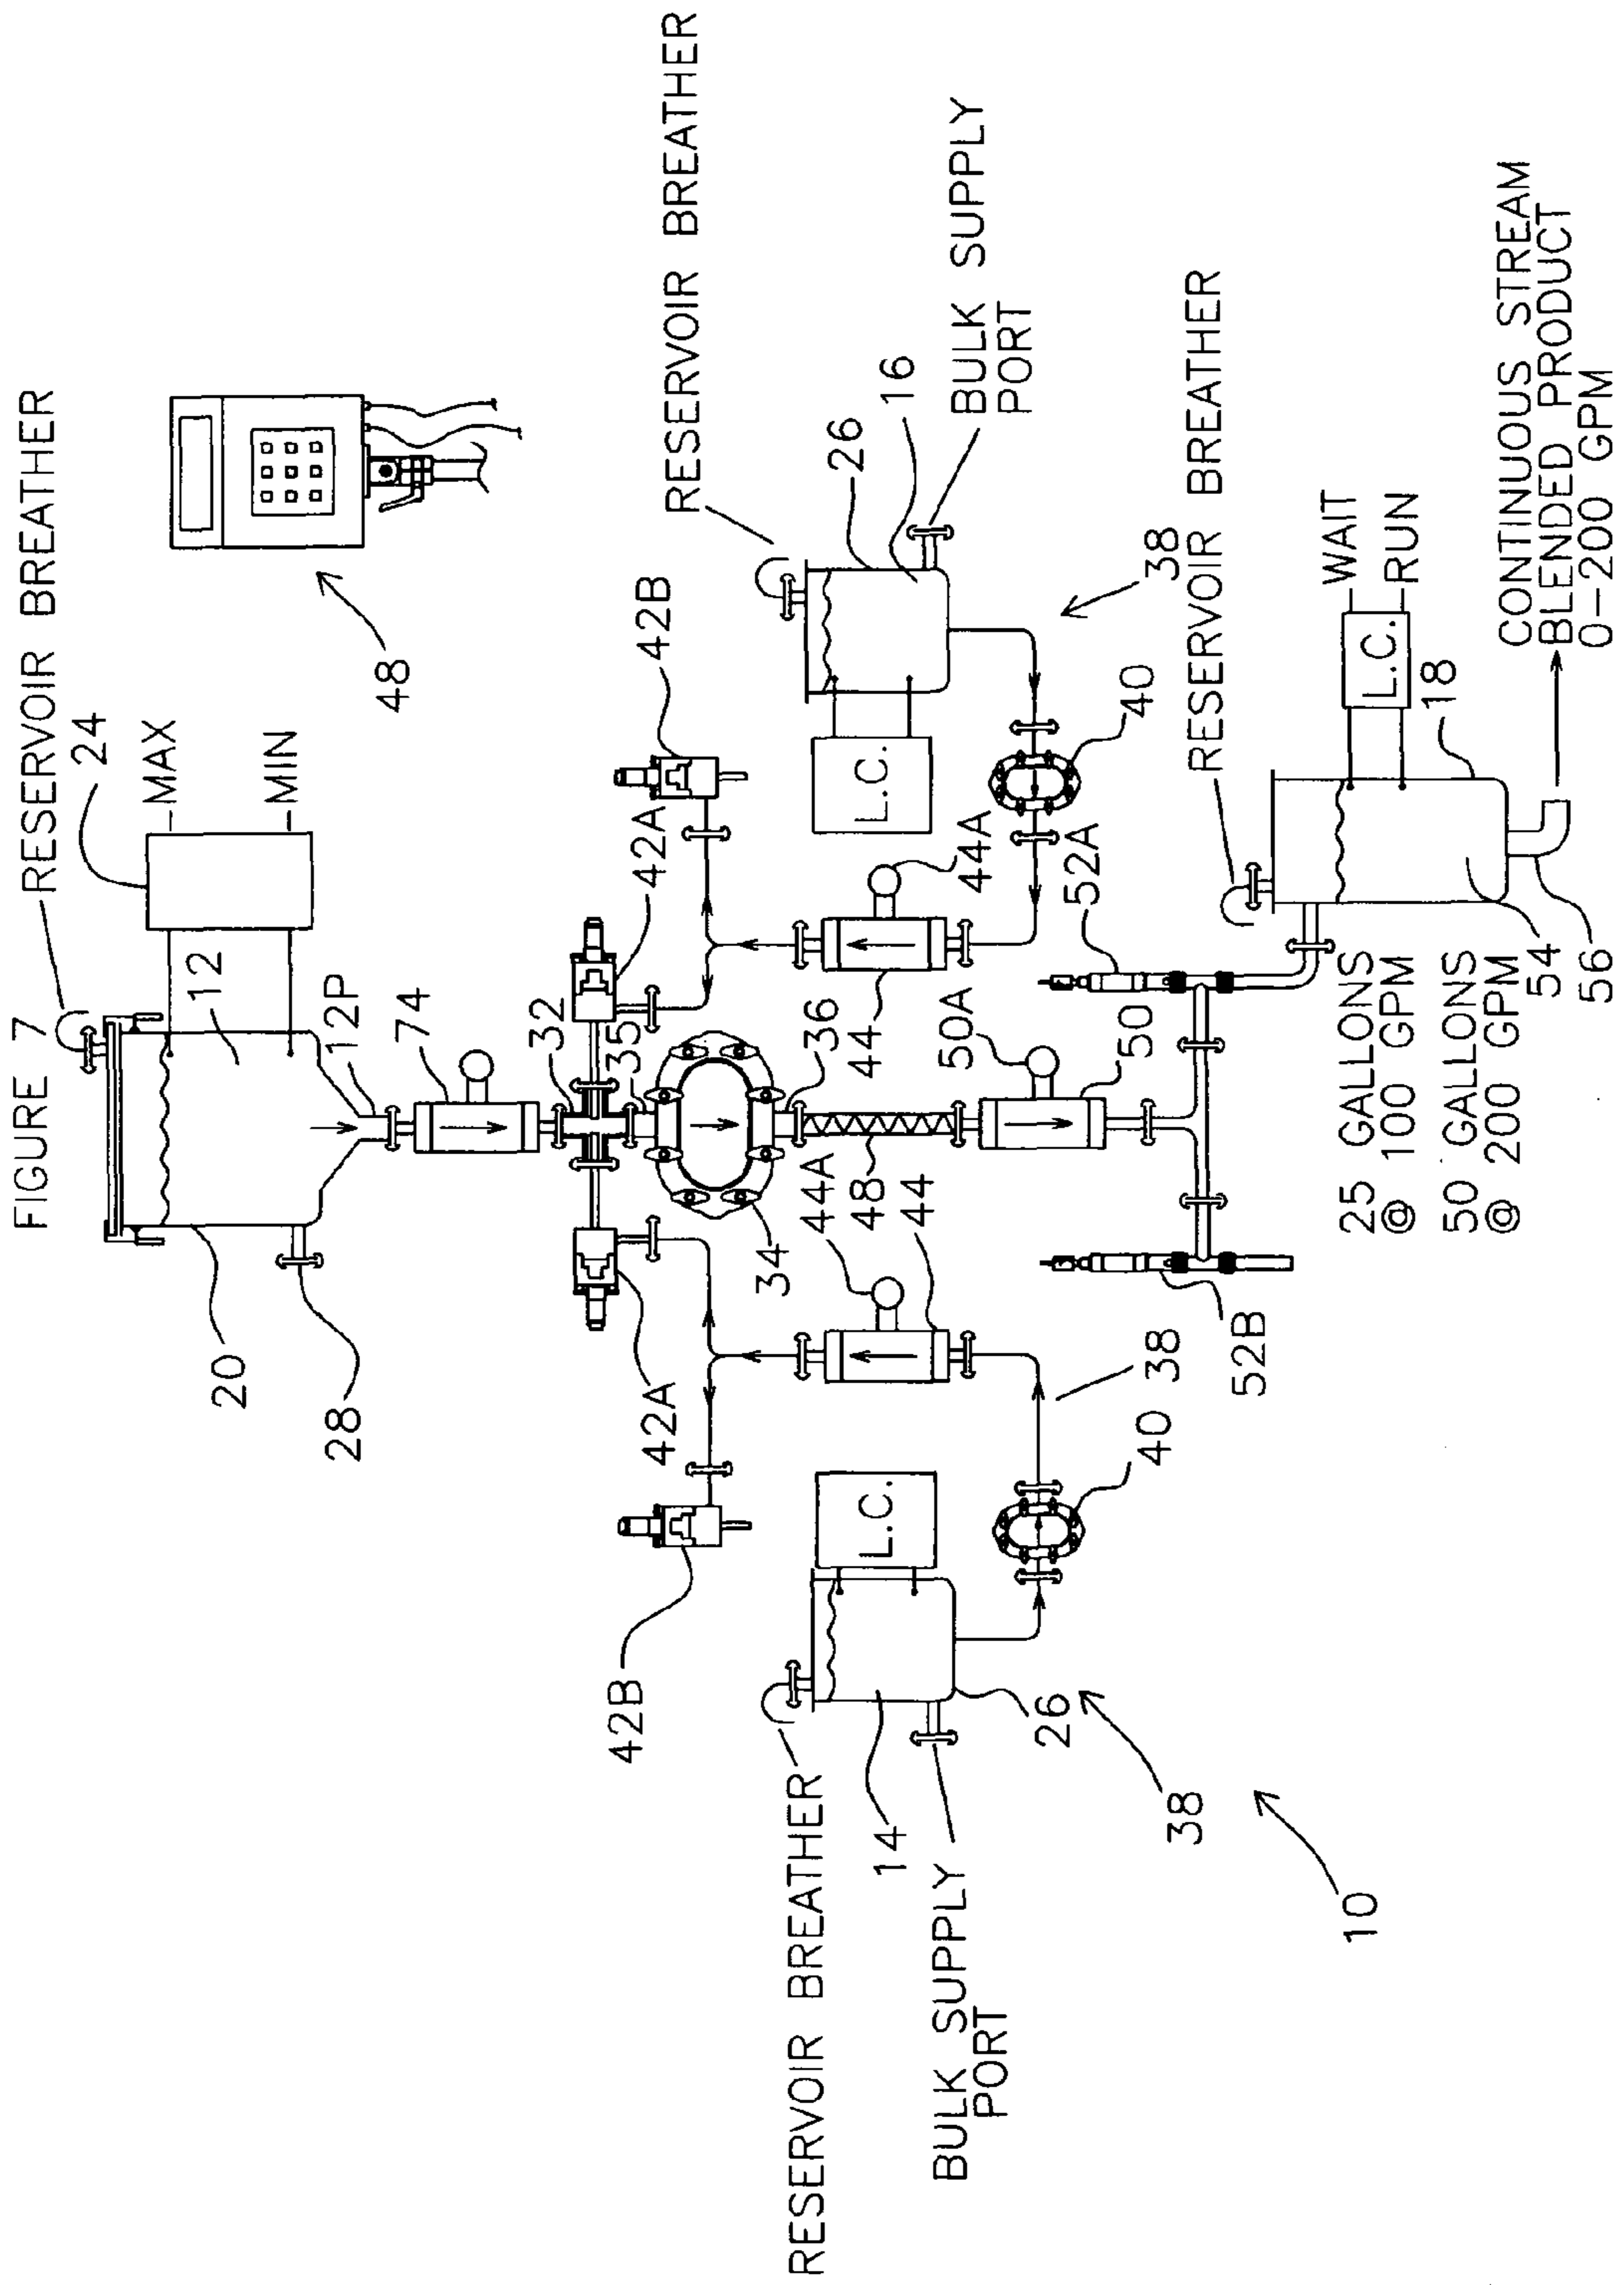 FIGURE 7
RESERVOIR BREATHER
24
MAX
MIN
12
20
28
12P
74
48
32
35
42A
42B
42A
42B
34
36
44A
48
44
RESERVOIR BREATHER
26
16
BULK SUPPLY
PORT
L.C.
38
40
44A
44
50A
50
52A
52B
RESERVOIR BREATHER
L.C.
14
26
BULK SUPPLY
PORT
38
40
38
10
RESERVOIR BREATHER
WAIT
L.C.
RUN
18
25 GALLONS
@ 100 GPM
50 GALLONS
@ 200 GPM
54
56
CONTINUOUS STREAM
BLENDED PRODUCT
0-200 GPM